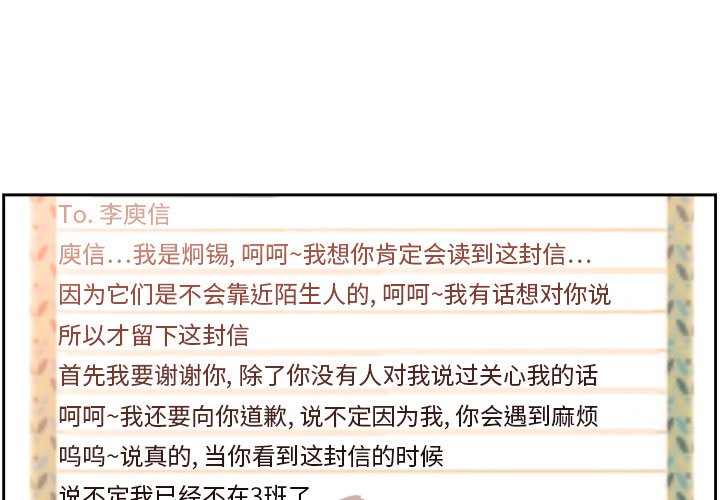 To. 李庾信
庾信...我是炯锡, 呵呵~我想你肯定会读到这封信...
因为它们是不会靠近陌生人的, 呵呵~我有话想对你说
所以才留下这封信
首先我要谢谢你, 除了你没有人对我说过关心我的话
呵呵~我还要向你道歉, 说不定因为我, 你会遇到麻烦
呜呜~说真的, 当你看到这封信的时候
说不定我已经不在3班了